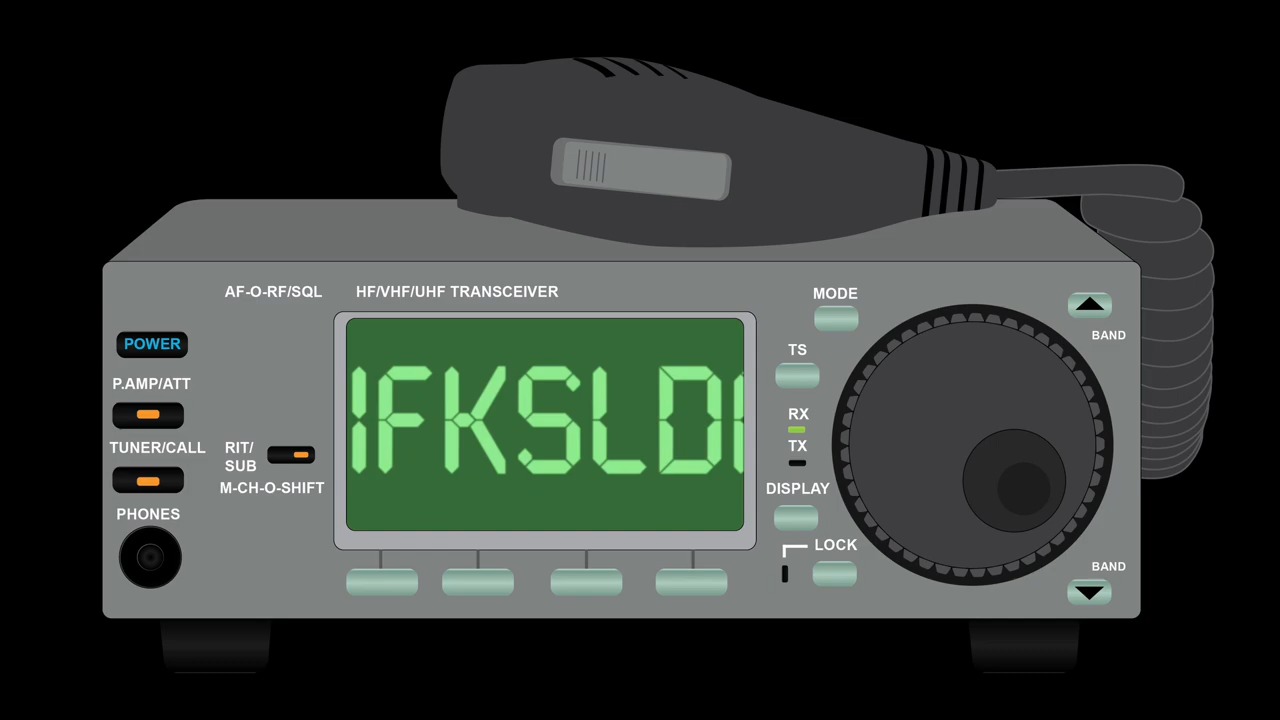 AF-O-RF/SQL
HF/VHF/UHF TRANSCEIVER
MODE
BAND
POWER
TS
P.AMP/ATT
FKSLD
RX
TUNER/CALL
RIT/
SUB
TX
M-CH-O-SHIFT
DISPLAY
PHONES
LOCK
BAND